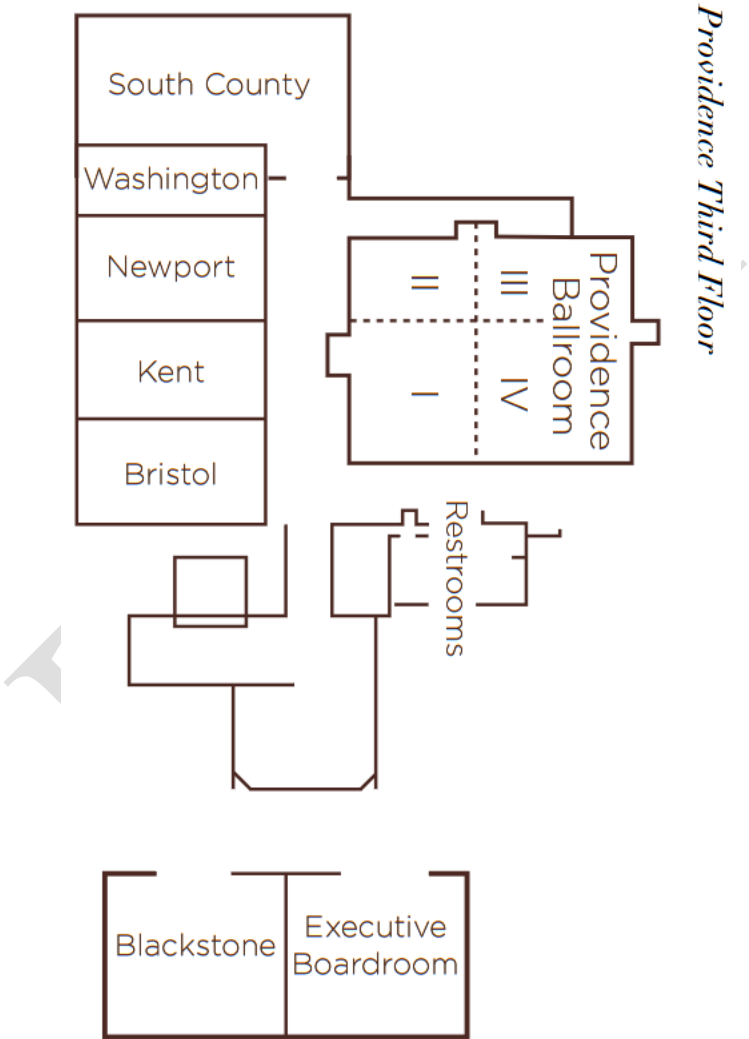 Providence Third Floor
South County
Washington
Newport
Kent
Bristol
Providence
Ballroom
II
III
I
IV
Restrooms
Blackstone
Executive
Boardroom